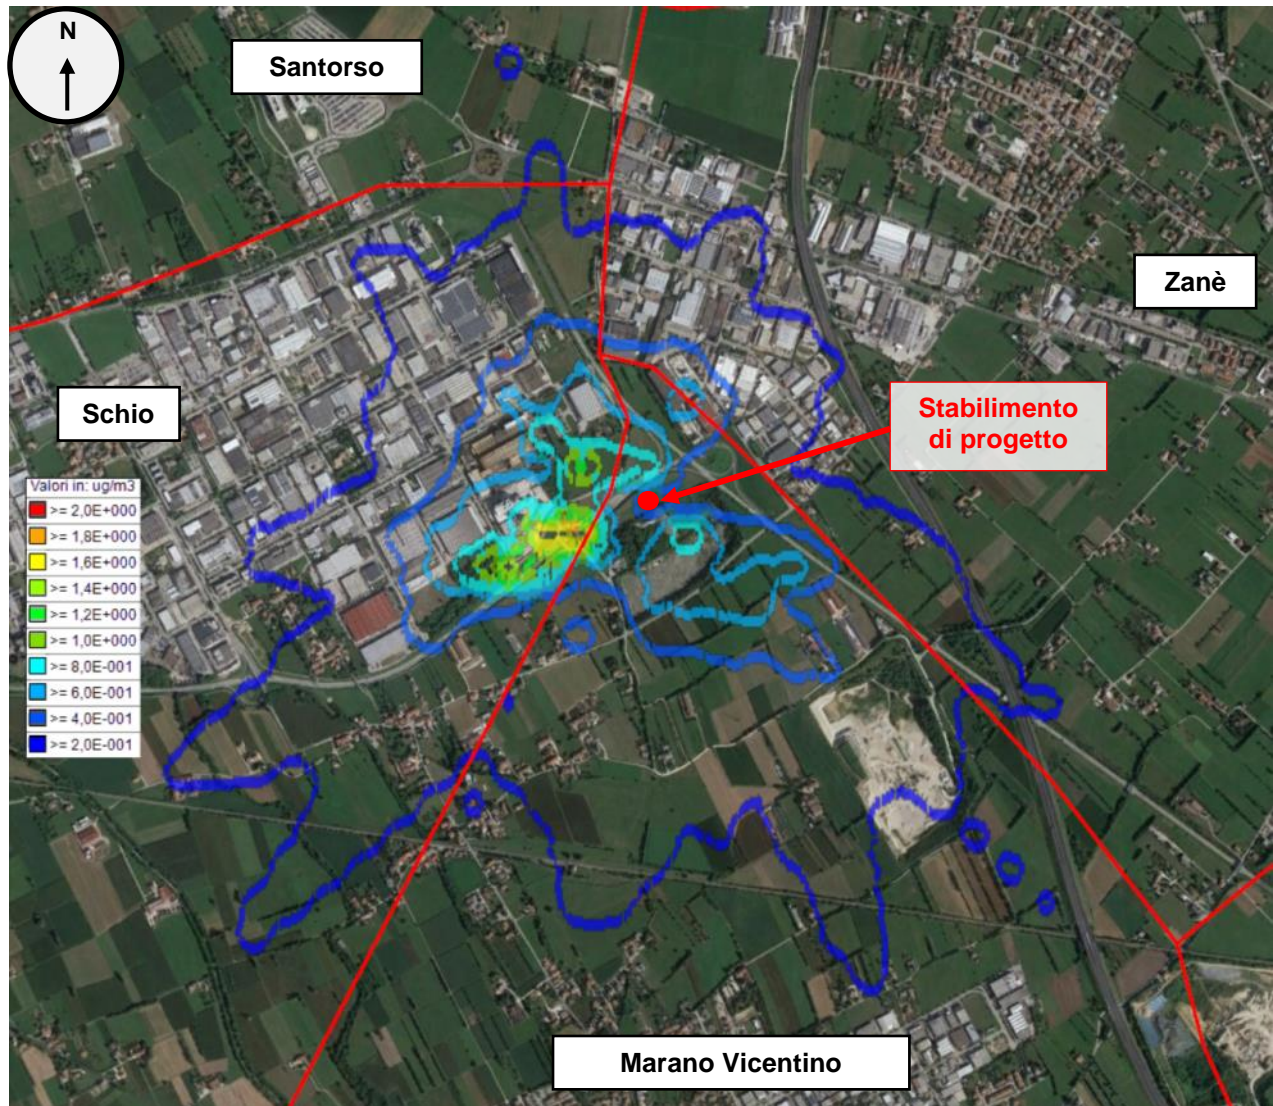 N
Santorso
Zanè
Schio
Stabilimento
di progetto
Valori in: ug/m3
>= 2,0E+000
>= 1,8E+000
>= 1,6E+000
>= 1,4E+000
>= 1,2E+000
>= 1,0E+000
>= 8,0E-001
>= 6,0E-001
>= 4,0E-001
>= 2,0E-001
Marano Vicentino